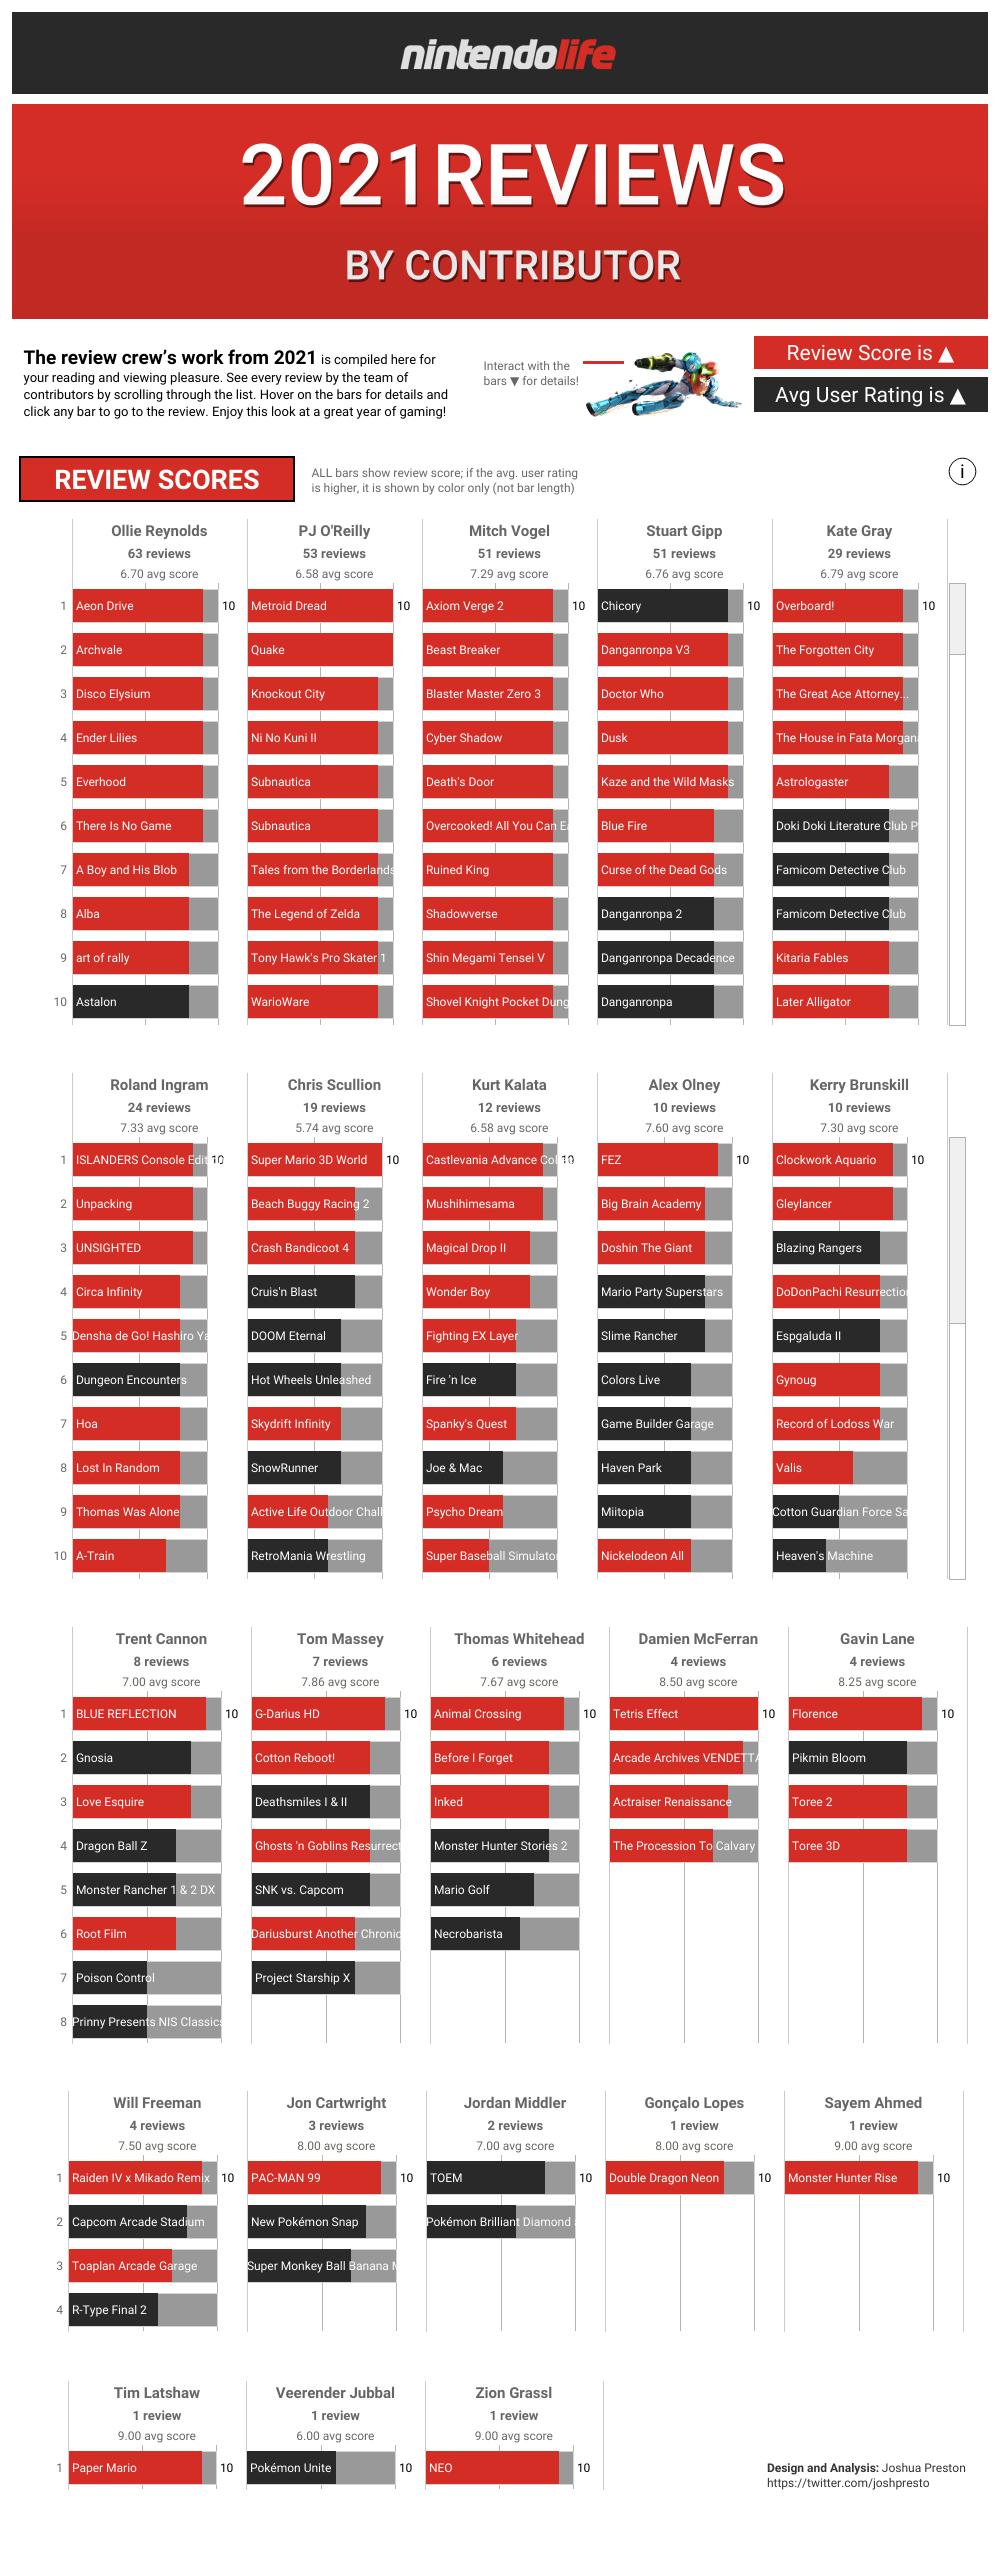 nintendolife
2021 REVIEWS
BY CONTRIBUTOR
The review crew's work from 2021 is compiled here for
your reading and viewing pleasure. See every review by the team of
contributors by scrolling through the list. Hover on the bars for details and
click any bar to go to the review. Enjoy this look at a great year of gaming!
Interact with the
bars ▼ for details!
Review Score is ▲
Avg User Rating is ▲
REVIEW SCORES
ALL bars show review score; if the avg. user rating
is higher, it is shown by color only (not bar length)
i
Ollie Reynolds PJ O'Reilly Mitch Vogel Stuart Gipp Kate Gray
63 reviews 53 reviews 51 reviews 51 reviews 29 reviews
6.70 avg score 6.58 avg score 7.29 avg score 6.76 avg score 6.79 avg score
1 Aeon Drive 10 Metroid Dread 10 Axiom Verge 2 10 Chicory 10 Overboard! 10
2 Archvale Quake Beast Breaker Danganronpa V3 The Forgotten City
3 Disco Elysium Knockout City Blaster Master Zero 3 Doctor Who The Great Ace Attorney...
4 Ender Lilies Ni No Kuni II Cyber Shadow Dusk The House in Fata Morgan
5 Everhood Subnautica Death's Door Kaze and the Wild Masks Astrologaster
6 There Is No Game Subnautica Overcooked! All You Can Ea Blue Fire Doki Doki Literature Club P
7 A Boy and His Blob Tales from the Borderlands Ruined King Curse of the Dead Gods Famicom Detective Club
8 Alba The Legend of Zelda Shadowverse Danganronpa 2 Famicom Detective Club
9 art of rally Tony Hawk's Pro Skater 1 Shin Megami Tensei V Danganronpa Decadence Kitaria Fables
10 Astalon WarioWare Shovel Knight Pocket Dung Danganronpa Later Alligator
Roland Ingram Chris Scullion Kurt Kalata Alex Olney Kerry Brunskill
24 reviews 19 reviews 12 reviews 10 reviews 10 reviews
7.33 avg score 5.74 avg score 6.58 avg score 7.60 avg score 7.30 avg score
1 ISLANDERS Console Edit 10 Super Mario 3D World 10 Castlevania Advance Col 10 FEZ 10 Clockwork Aquario 10
2 Unpacking Beach Buggy Racing 2 Mushihimesama Big Brain Academy Gleylancer
3 UNSIGHTED Crash Bandicoot 4 Magical Drop II Doshin The Giant Blazing Rangers
4 Circa Infinity Cruis'n Blast Wonder Boy Mario Party Superstars DoDonPachi Resurrection
5 Densha de Go! Hashiro Ya DOOM Eternal Fighting EX Layer Slime Rancher Espgaluda II
6 Dungeon Encounters Hot Wheels Unleashed Fire 'n Ice Colors Live Gynoug
7 Hoa Skydrift Infinity Spanky's Quest Game Builder Garage Record of Lodoss War
8 Lost In Random SnowRunner Joe & Mac Haven Park Valis
9 Thomas Was Alone Active Life Outdoor Chall Psycho Dream Miitopia Cotton Guardian Force Sa
10 A-Train RetroMania Wrestling Super Baseball Simulator Nickelodeon All Heaven's Machine
Trent Cannon Tom Massey Thomas Whitehead Damien McFerran Gavin Lane
8 reviews 7 reviews 6 reviews 4 reviews 4 reviews
7.00 avg score 7.86 avg score 7.67 avg score 8.50 avg score 8.25 avg score
1 BLUE REFLECTION 10 G-Darius HD 10 Animal Crossing 10 Tetris Effect 10 Florence 10
2 Gnosia Cotton Reboot! Before I Forget Arcade Archives VENDETTA Pikmin Bloom
3 Love Esquire Deathsmiles I & II Inked Actraiser Renaissance Toree 2
4 Dragon Ball Z Ghosts 'n Goblins Resurrect Monster Hunter Stories 2 The Procession To Calvary Toree 3D
5 Monster Rancher 1 & 2 DX SNK vs. Capcom Mario Golf
6 Root Film Dariusburst Another Chronic Necrobarista
7 Poison Control Project Starship X
8 Prinny Presents NIS Classics
Will Freeman Jon Cartwright Jordan Middler Gonçalo Lopes Sayem Ahmed
4 reviews 3 reviews 2 reviews 1 review 1 review
7.50 avg score 8.00 avg score 7.00 avg score 8.00 avg score 9.00 avg score
1 Raiden IV x Mikado Remix 10 PAC-MAN 99 10 TOEM 10 Double Dragon Neon 10 Monster Hunter Rise 10
2 Capcom Arcade Stadium New Pokémon Snap Pokémon Brilliant Diamond
3 Toaplan Arcade Garage Super Monkey Ball Banana M
4 R-Type Final 2
Tim Latshaw Veerender Jubbal Zion Grassl
1 review 1 review 1 review
9.00 avg score 6.00 avg score 9.00 avg score
1 Paper Mario 10 Pokémon Unite 10 NEO 10
Design and Analysis: Joshua Preston
https://twitter.com/joshpresto